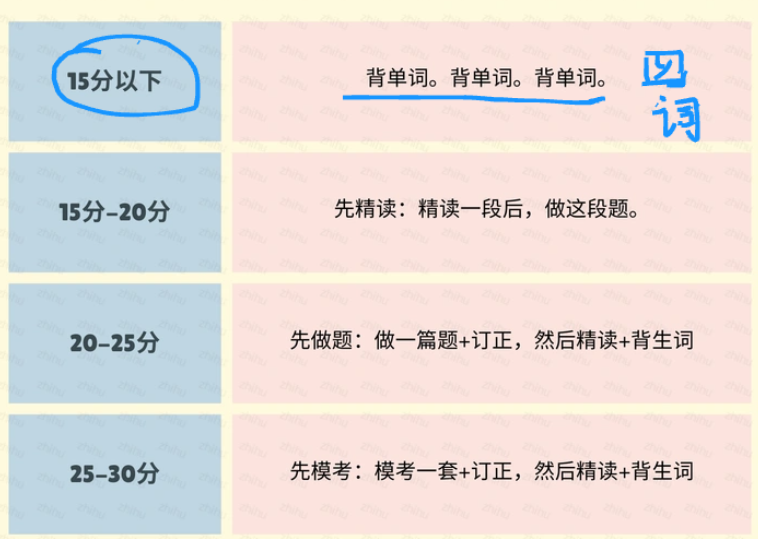 15分以下
背单词。背单词。背单词。
词
15分-20分
先精读：精读一段后，做这段题。
20-25分
先做题：做一篇题+订正，然后精读+背生词
25-30分
先模考：模考一套+订正，然后精读+背生词